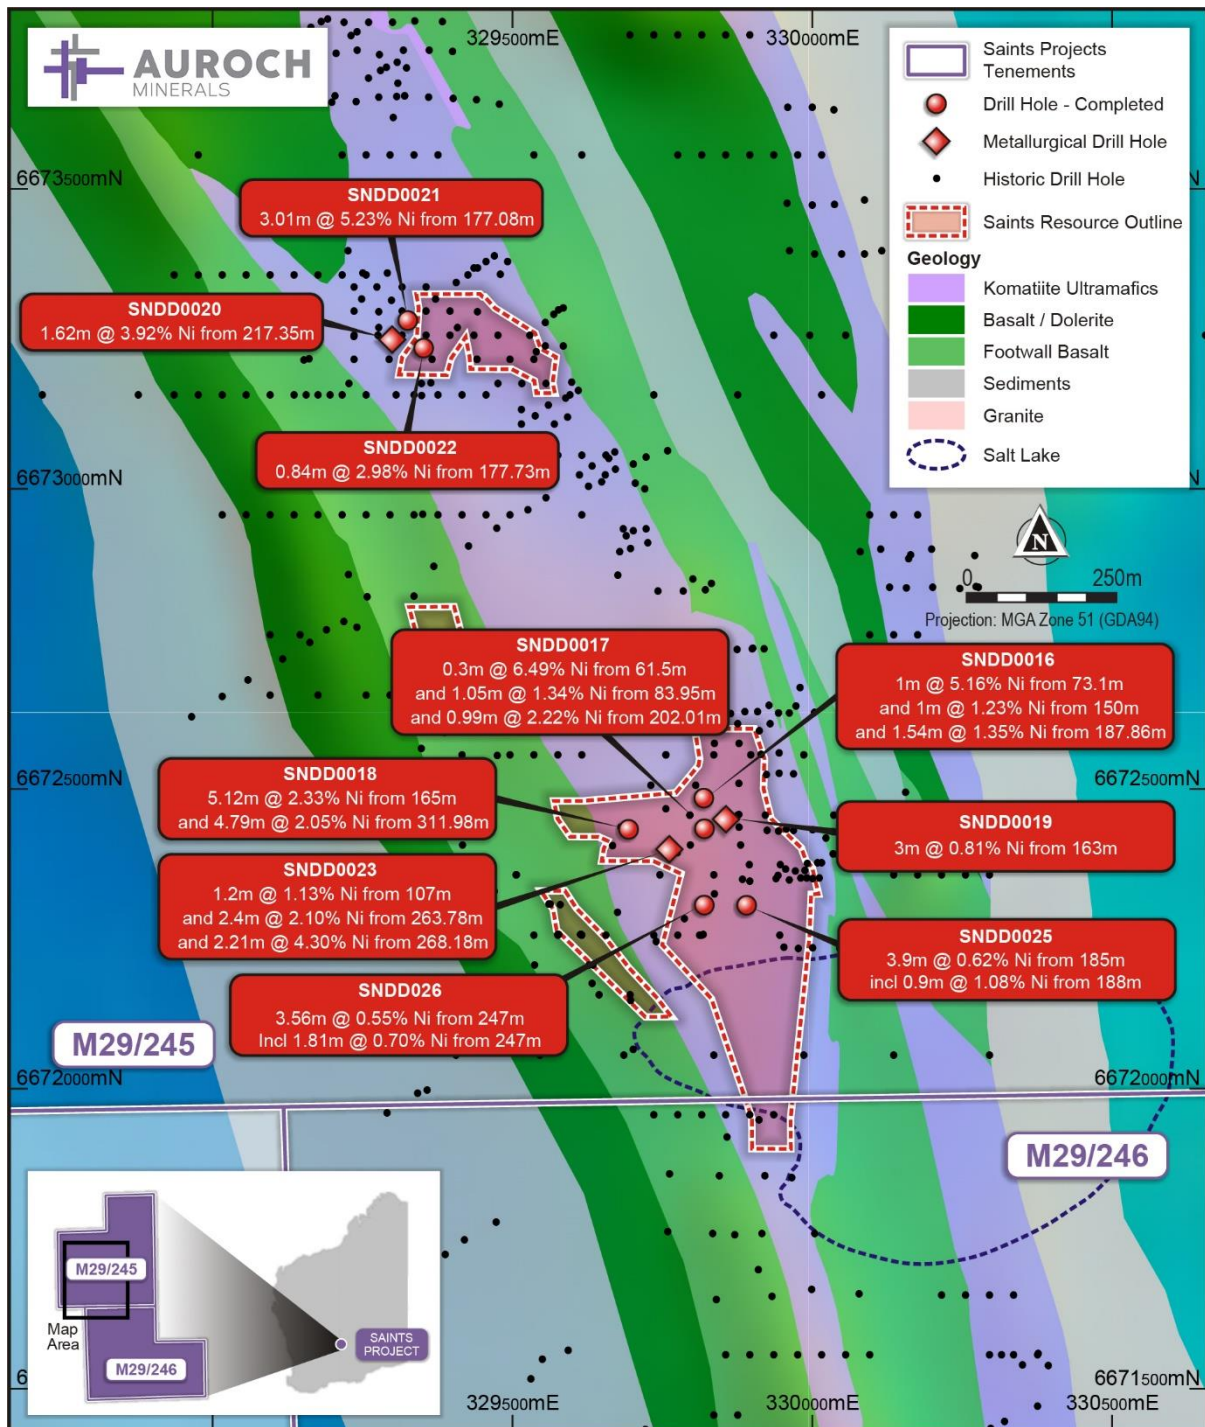 AUROCH
MINERALS
329500mE
330000mE
Saints Projects
Tenements
Drill Hole - Completed
Metallurgical Drill Hole
Historic Drill Hole
Saints Resource Outline
Geology
Komatiite Ultramafics
Basalt / Dolerite
Footwall Basalt
Sediments
Granite
Salt Lake
6673500mN
SNDD0021
3.01m @ 5.23% Ni from 177.08m
SNDD0020
1.62m @ 3.92% Ni from 217.35m
SNDD0022
0.84m @ 2.98% Ni from 177.73m
6673000mN
N
0 250m
Projection: MGA Zone 51 (GDA94)
SNDD0017
0.3m @ 6.49% Ni from 61.5m
and 1.05m @ 1.34% Ni from 83.95m
and 0.99m @ 2.22% Ni from 202.01m
SNDD0016
1m @ 5.16% Ni from 73.1m
and 1m @ 1.23% Ni from 150m
and 1.54m @ 1.35% Ni from 187.86m
6672500mN
6672500mN
SNDD0018
5.12m @ 2.33% Ni from 165m
and 4.79m @ 2.05% Ni from 311.98m
SNDD0019
3m @ 0.81% Ni from 163m
SNDD0023
1.2m @ 1.13% Ni from 107m
and 2.4m @ 2.10% Ni from 263.78m
and 2.21m @ 4.30% Ni from 268.18m
SNDD0025
3.9m @ 0.62% Ni from 185m
incl 0.9m @ 1.08% Ni from 188m
SNDD026
3.56m @ 0.55% Ni from 247m
Incl 1.81m @ 0.70% Ni from 247m
M29/245
6672000mN
6672000mN
M29/246
M29/245
Map
Area
M29/246
SAINTS
PROJECT
6671500mN
329500mE
330000mE
330500mE